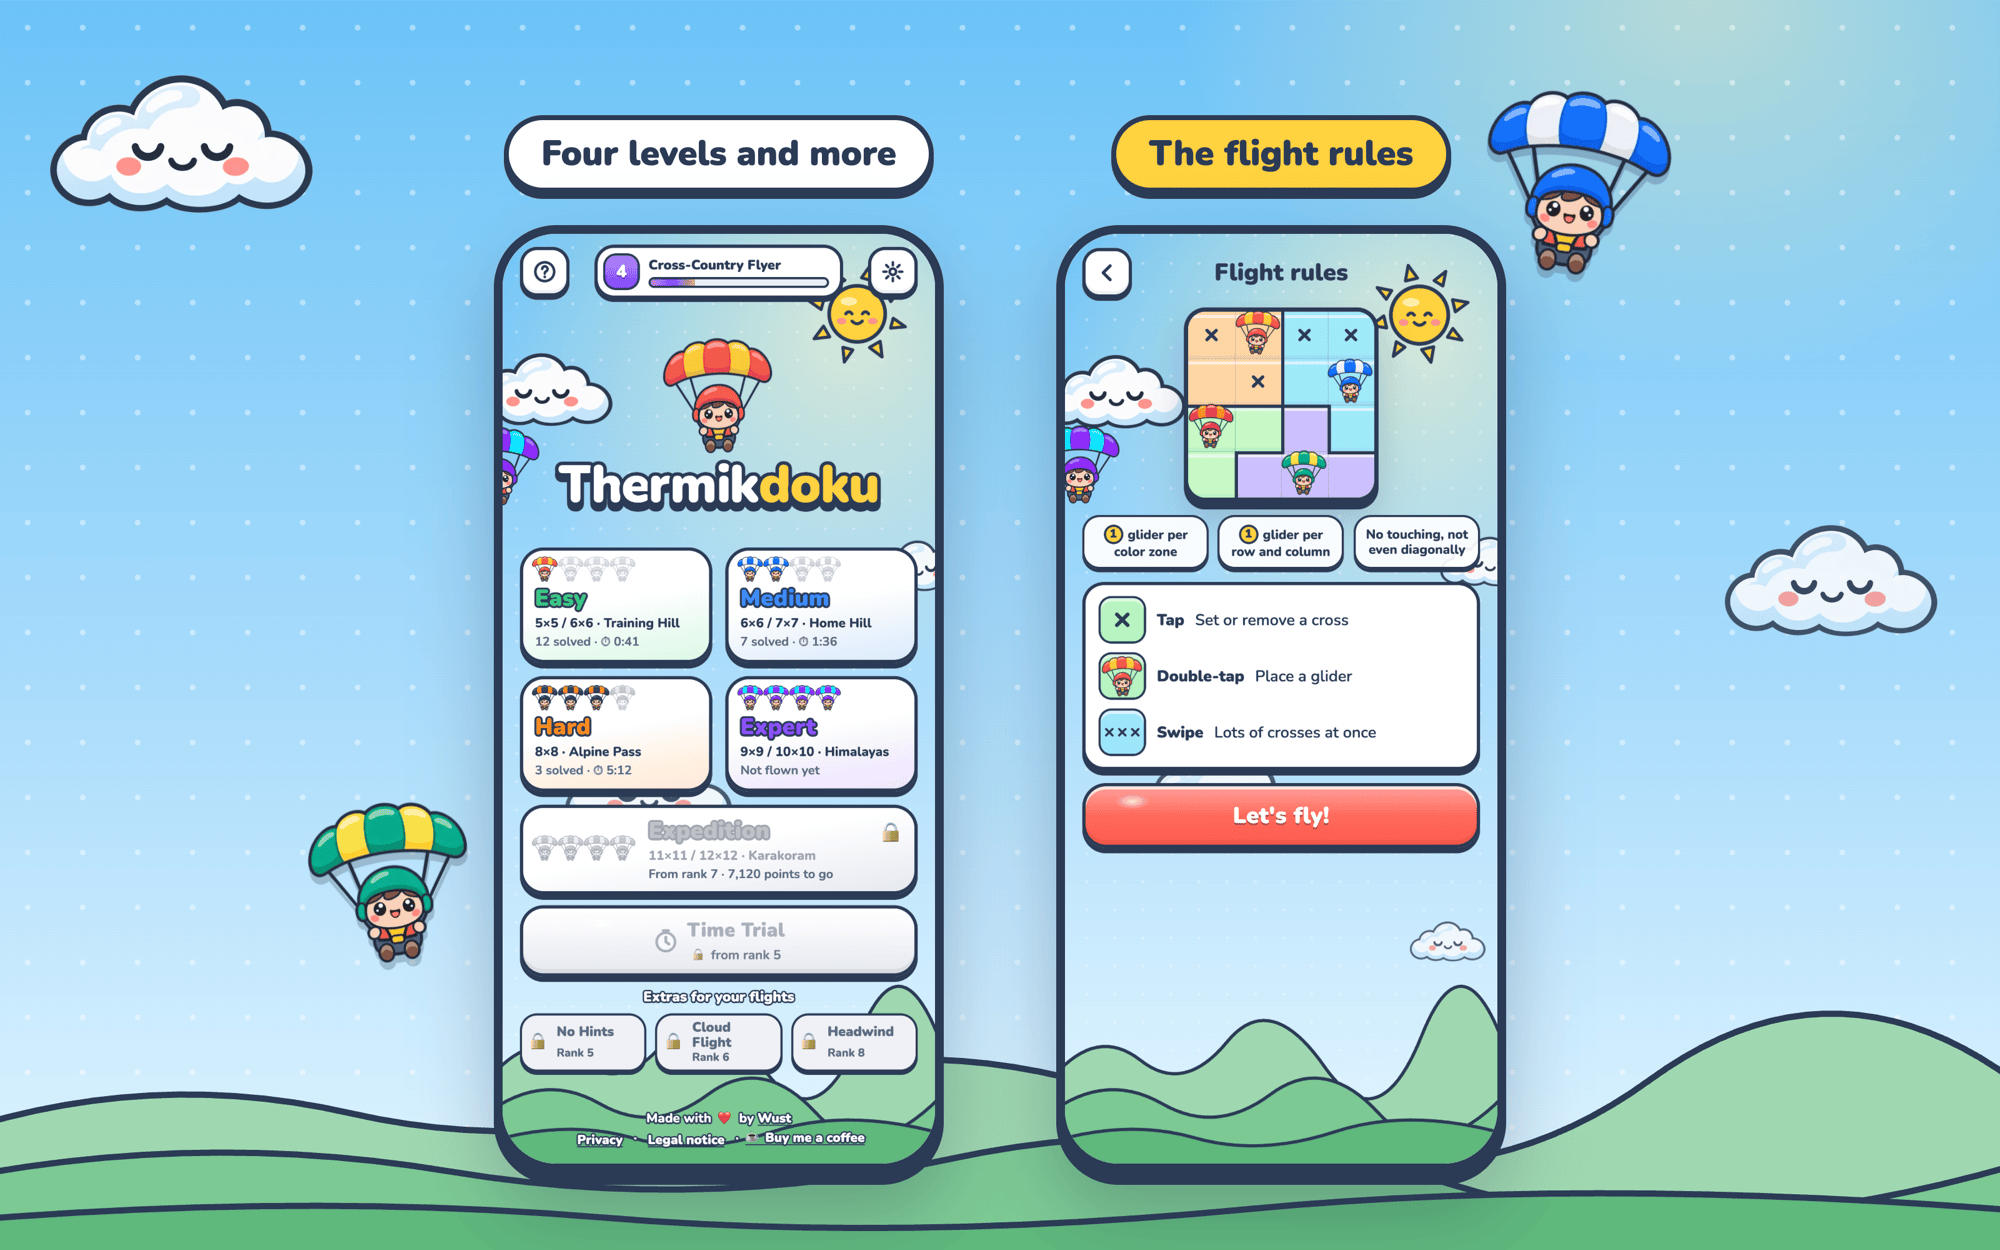 Four levels and more
The flight rules
4 Cross-Country Flyer
Thermikdoku
Easy
5×5 / 6×6 · Training Hill
12 solved · ⏱ 0:41
Medium
6×6 / 7×7 · Home Hill
7 solved · ⏱ 1:36
Hard
8×8 · Alpine Pass
3 solved · ⏱ 5:12
Expert
9×9 / 10×10 · Himalayas
Not flown yet
Expedition
11×11 / 12×12 · Karakoram
From rank 7 · 7,120 points to go
Time Trial
🔒 from rank 5
Extras for your flights
No Hints
Rank 5
Cloud
Flight
Rank 6
Headwind
Rank 8
Made with ❤️ by Wust
Privacy · Legal notice · ☕ Buy me a coffee
Flight rules
1 glider per
color zone
1 glider per
row and column
No touching, not
even diagonally
Tap Set or remove a cross
Double-tap Place a glider
Swipe Lots of crosses at once
Let's fly!